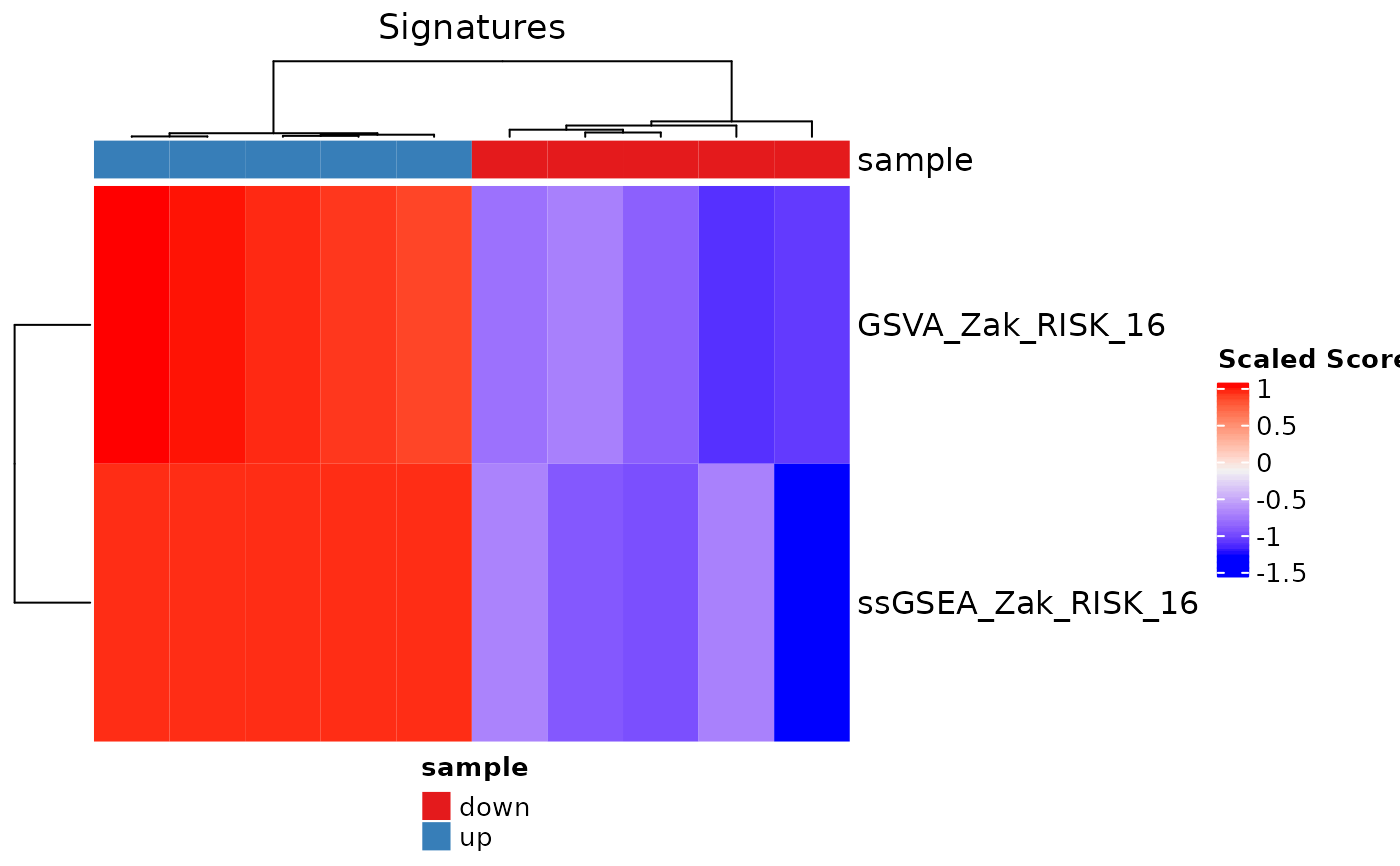 Signatures
sample
GSVA_Zak_RISK_16
ssGSEA_Zak_RISK_16
Scaled Score
1
0.5
0
-0.5
-1
-1.5
sample
down
up